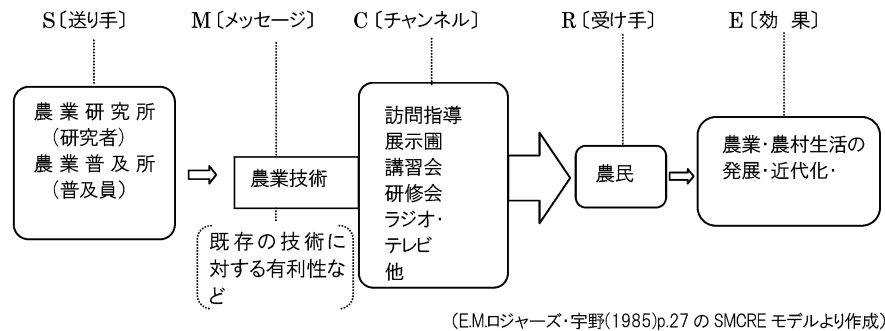 S〔送り手〕
M〔メッセージ〕
C〔チャンネル〕
R〔受け手〕
E〔効 果〕
農業研究所
(研究者)
農業普及所
(普及員)
農業技術
既存の技術に
対する有利性な
ど
訪問指導
展示圃
講習会
研修会
ラジオ・
テレビ
他
農民
農業・農村生活の
発展・近代化・
(E.M.ロジャーズ・宇野(1985)p.27 の SMCRE モデルより作成)